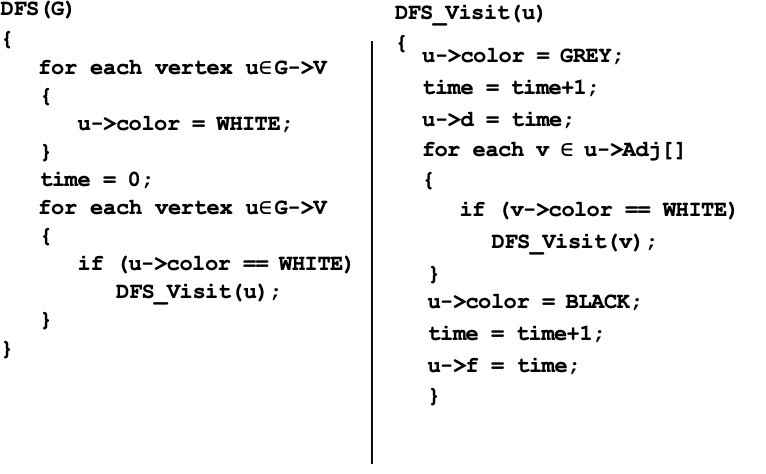 DFS(G)
{
for each vertex u∈G->V
{
u->color = WHITE;
}
time = 0;
for each vertex u∈G->V
{
if (u->color == WHITE)
DFS_Visit(u);
}
}
DFS_Visit(u)
{
u->color = GREY;
time = time+1;
u->d = time;
for each v ∈ u->Adj[]
{
if (v->color == WHITE)
DFS_Visit(v);
}
u->color = BLACK;
time = time+1;
u->f = time;
}